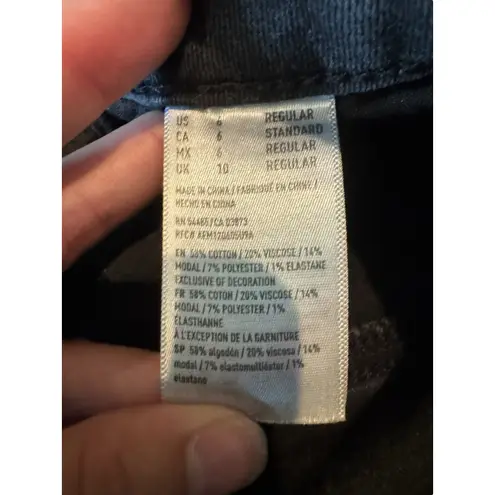 US 6 REGULAR
CA 6 STANDARD
MX 6 REGULAR
UK 10 REGULAR
MADE IN CHINA / FABRIQUÉ EN CHINE /
HECHO EN CHINA
RN 54485 / CA 03873
RFC# AEM170605U9A
EN 58% COTTON / 20% VISCOSE / 14%
MODAL / 7% POLYESTER / 1% ELASTANE
EXCLUSIVE OF DECORATION
FR 58% COTON / 20% VISCOSE / 14%
MODAL / 7% POLYESTER / 1%
ÉLASTHANNE
À L'EXCEPTION DE LA GARNITURE
SP 58% algodón / 20% viscosa / 14%
modal / 7% elastomultiéster / 1%
elastano